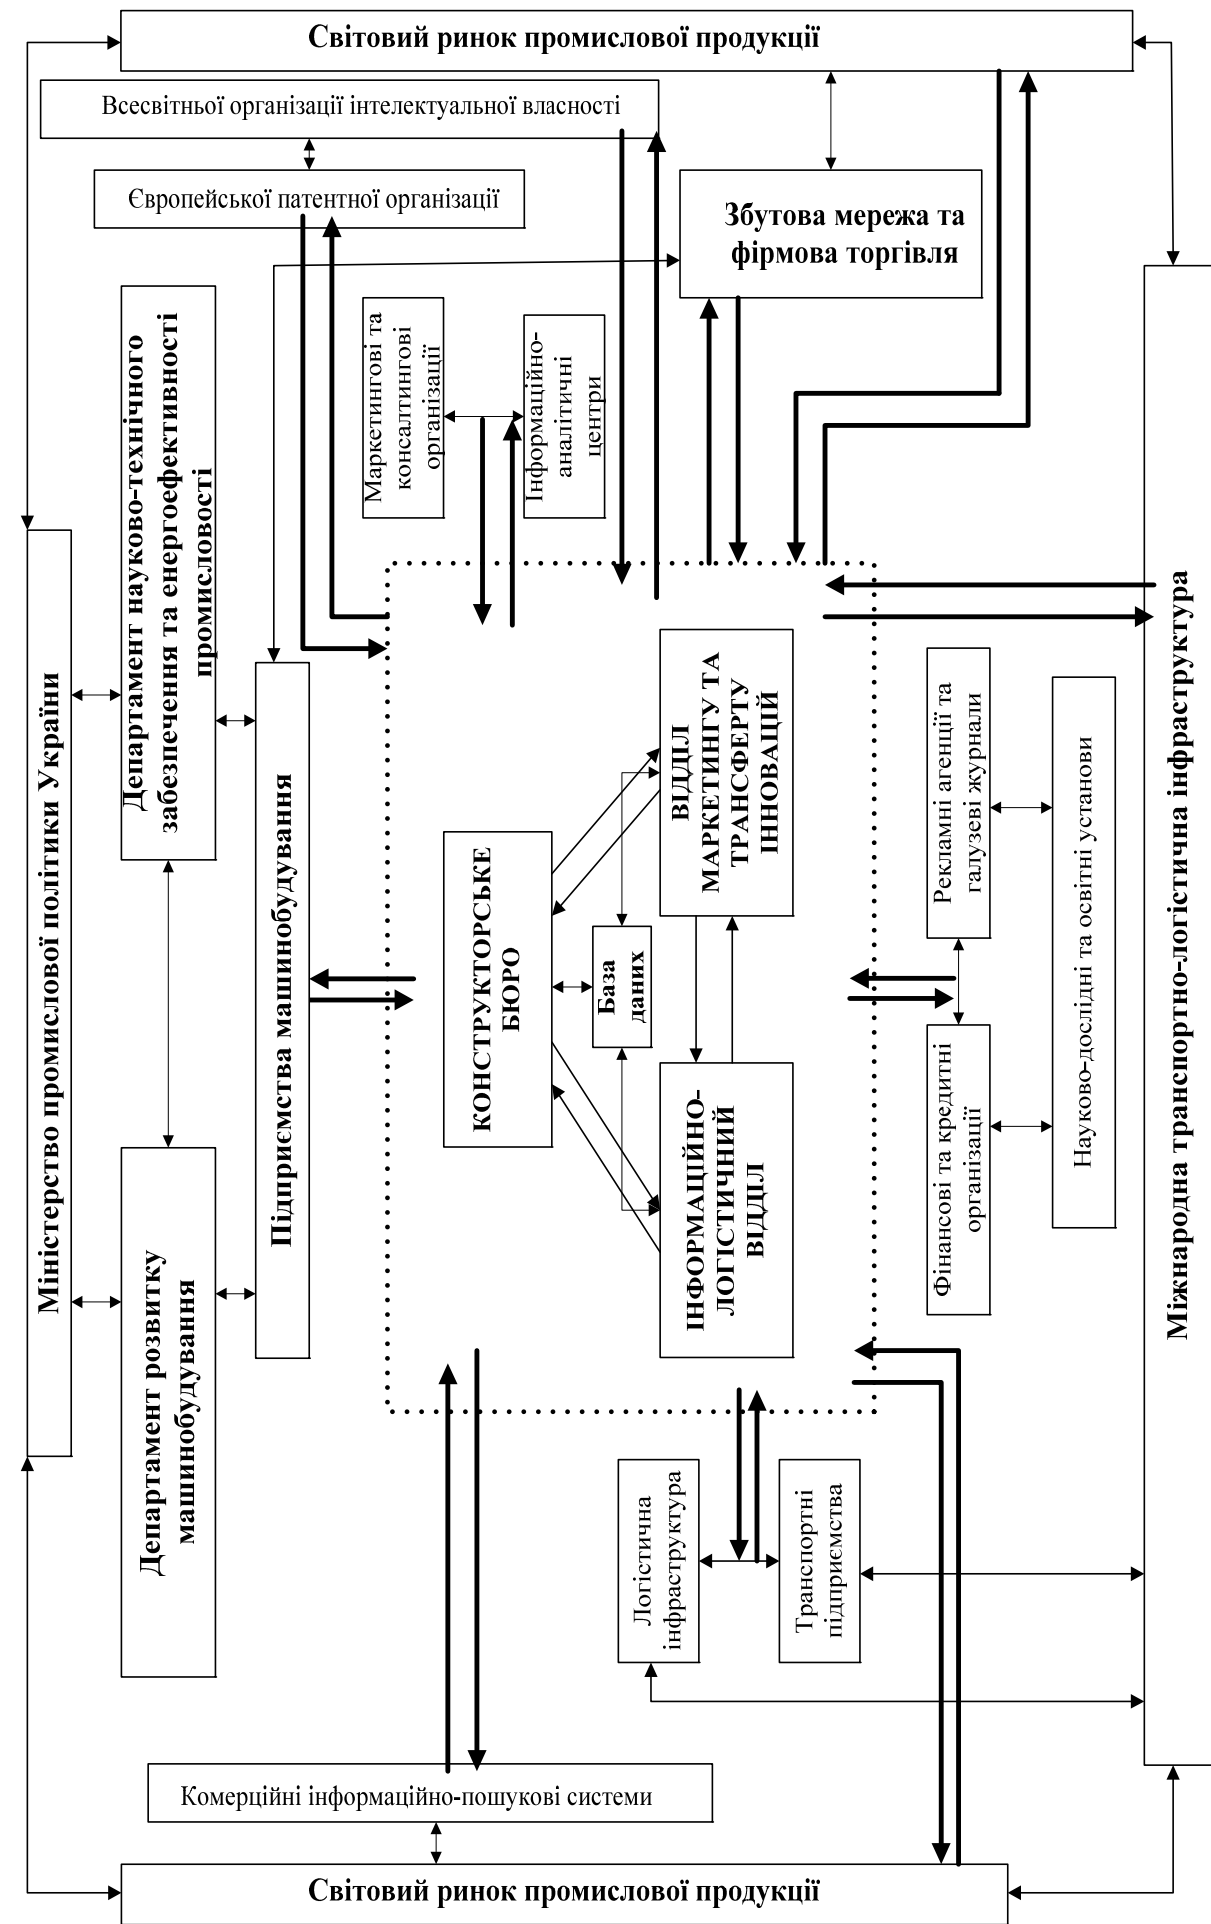 Світовий ринок промислової продукції
Всесвітньої організації інтелектуальної власності
Європейської патентної організації
Збутова мережа та
фірмова торгівля
Міністерство промислової політики України
Департамент науково-технічного
забезпечення та енергоефективності
промисловості
Маркетингові та
консалтингові
організації
Інформаційно-
аналітичні
центри
Підприємства машинобудування
Департамент розвитку
машинобудування
КОНСТРУКТОРСЬКЕ
БЮРО
База
даних
ВІДДІЛ
МАРКЕТИНГУ ТА
ТРАНСФЕРТУ
ІННОВАЦІЙ
ІНФОРМАЦІЙНО-
ЛОГІСТИЧНИЙ
ВІДДІЛ
Рекламні агенції та
галузеві журнали
Фінансові та кредитні
організації
Науково-дослідні та освітні установи
Міжнародна транспортно-логістична інфраструктура
Логістична
інфраструктура
Транспортні
підприємства
Комерційні інформаційно-пошукові системи
Світовий ринок промислової продукції